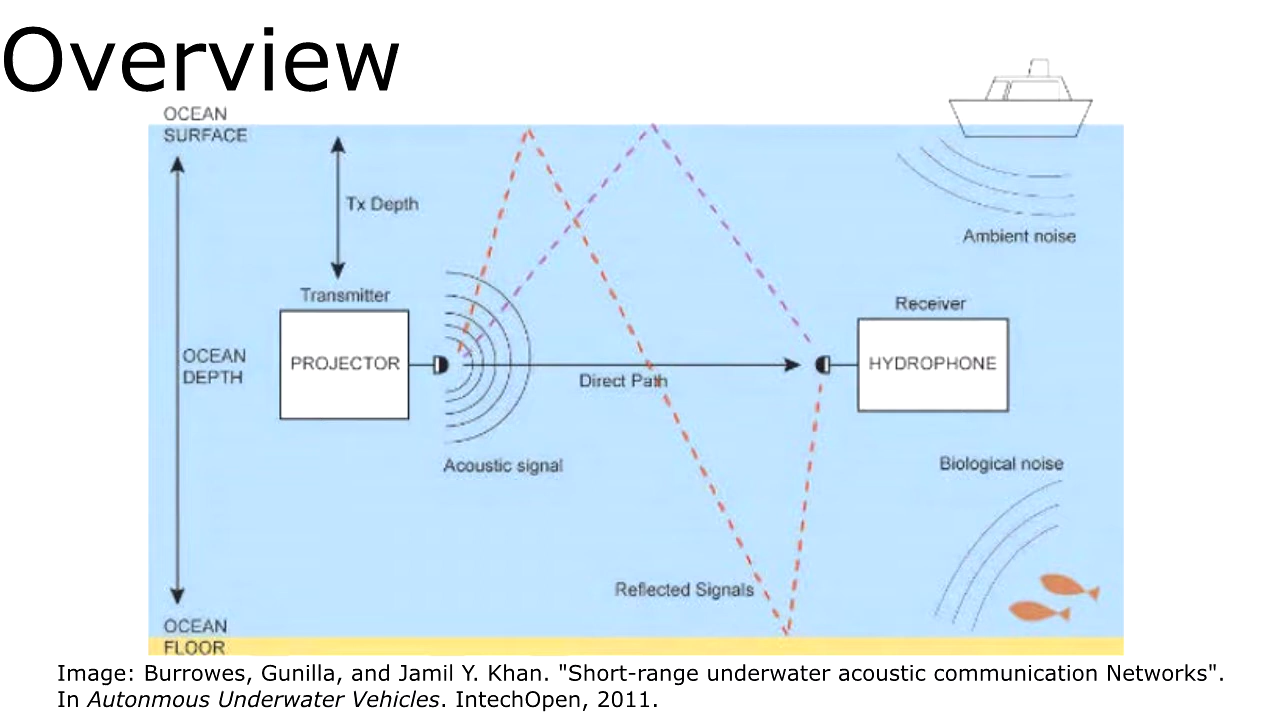 Overview
OCEAN
SURFACE
Tx Depth
Ambient noise
Transmitter
Receiver
OCEAN
DEPTH
PROJECTOR
HYDROPHONE
Direct Path
Acoustic signal
Biological noise
Reflected Signals
OCEAN
FLOOR
Image: Burrowes, Gunilla, and Jamil Y. Khan. "Short-range underwater acoustic communication Networks".
In Autonmous Underwater Vehicles. IntechOpen, 2011.